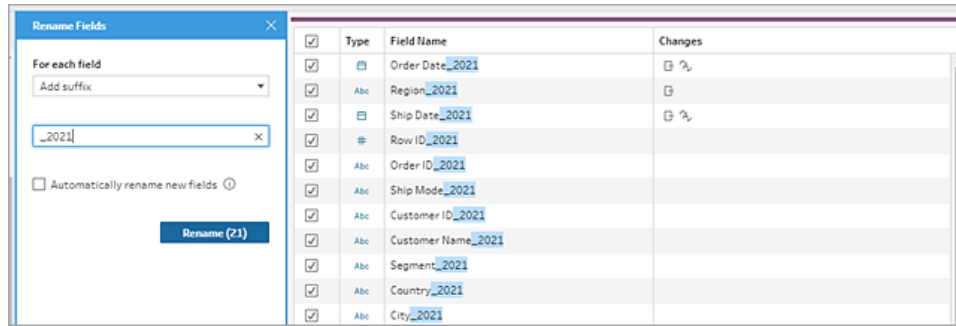 Rename Fields
For each field
Add suffix
_2021
Automatically rename new fields
Rename (21)
Type Field Name Changes
Order Date_2021
Abc Region_2021
Ship Date_2021
# Row ID_2021
Abc Order ID_2021
Abc Ship Mode_2021
Abc Customer ID_2021
Abc Customer Name_2021
Abc Segment_2021
Abc Country_2021
Abc City_2021